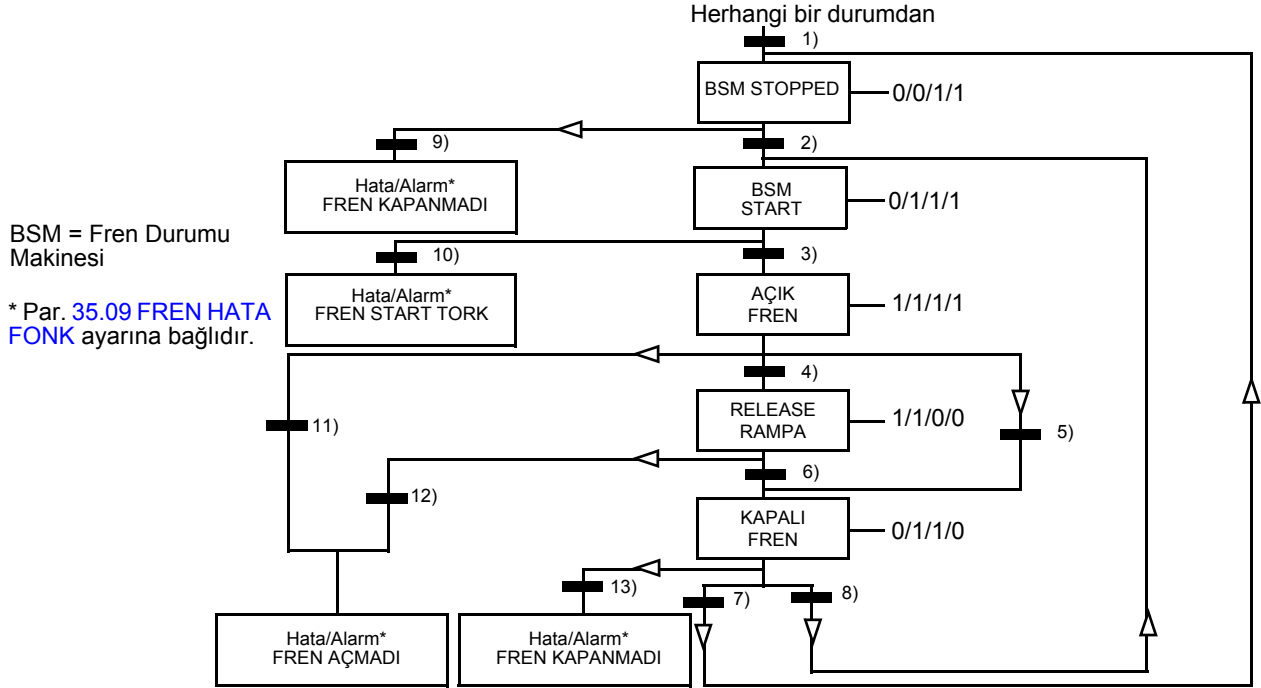 Herhangi bir durumdan
1)
BSM STOPPED
0/0/1/1
9)
2)
Hata/Alarm*
FREN KAPANMADI
BSM
START
0/1/1/1
BSM = Fren Durumu
Makinesi
10)
3)
Hata/Alarm*
FREN START TORK
AÇIK
FREN
1/1/1/1
* Par. 35.09 FREN HATA
FONK ayarına bağlıdır.
4)
11)
RELEASE
RAMPA
1/1/0/0
5)
6)
12)
KAPALI
FREN
0/1/1/0
13)
7)
8)
Hata/Alarm*
FREN AÇMADI
Hata/Alarm*
FREN KAPANMADI